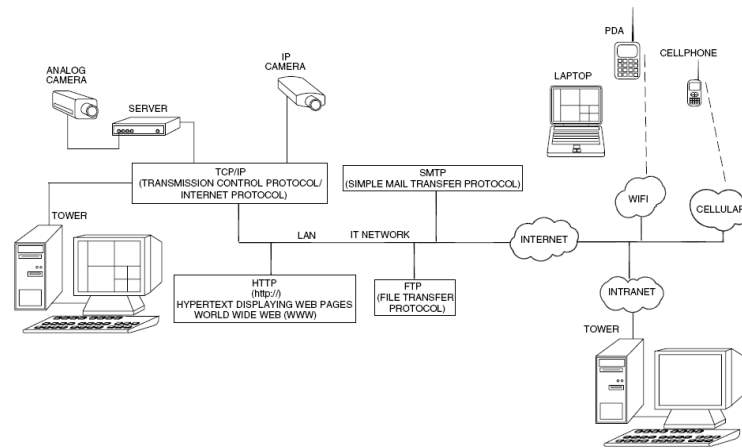 PDA
CELLPHONE
IP
CAMERA
ANALOG
CAMERA
LAPTOP
SERVER
TCP/IP
(TRANSMISSION CONTROL PROTOCOL/
INTERNET PROTOCOL)
SMTP
(SIMPLE MAIL TRANSFER PROTOCOL)
WIFI
CELLULAR
TOWER
LAN
IT NETWORK
INTERNET
HTTP
(http://)
HYPERTEXT DISPLAYING WEB PAGES
WORLD WIDE WEB (WWW)
FTP
(FILE TRANSFER
PROTOCOL)
INTRANET
TOWER